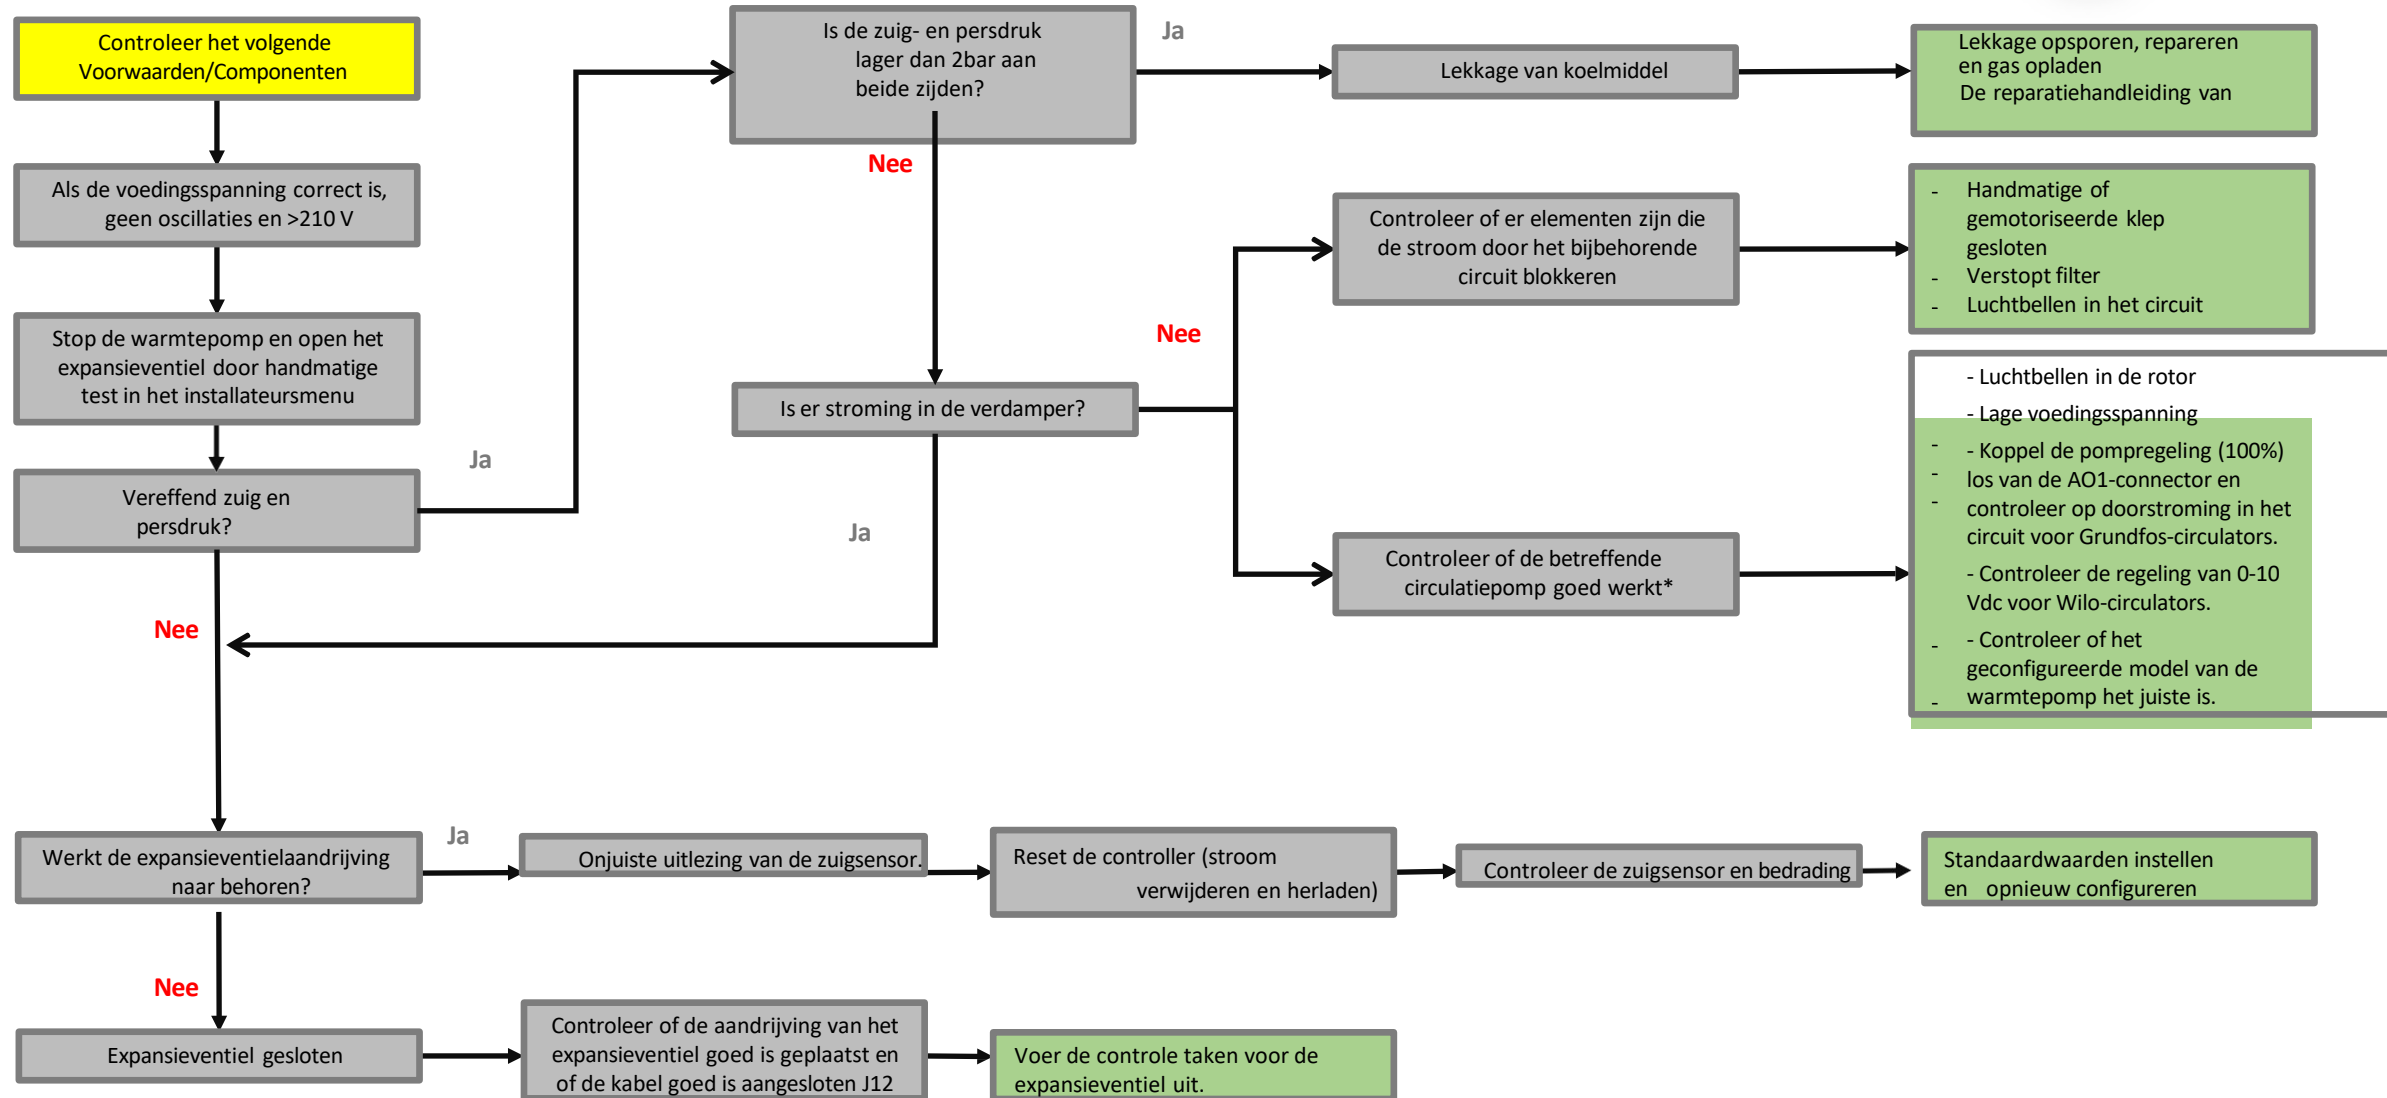 Controleer het volgende
Voorwaarden/Componenten
Als de voedingsspanning correct is,
geen oscillaties en >210 V
Stop de warmtepomp en open het
expansieventiel door handmatige
test in het installateursmenu
Vereffend zuig en
persdruk?
Ja
Nee
Is de zuig- en persdruk
lager dan 2bar aan
beide zijden?
Ja
Nee
Lekkage van koelmiddel
Lekkage opsporen, repareren
en gas opladen
De reparatiehandleiding van
Is er stroming in de verdamper?
Nee
Ja
Controleer of er elementen zijn die
de stroom door het bijbehorende
circuit blokkeren
- Handmatige of
gemotoriseerde klep
gesloten
- Verstopt filter
- Luchtbellen in het circuit
Controleer of de betreffende
circulatiepomp goed werkt*
- Luchtbellen in de rotor
- Lage voedingsspanning
- - Koppel de pompregeling (100%)
- los van de AO1-connector en
- controleer op doorstroming in het
circuit voor Grundfos-circulators.
- Controleer de regeling van 0-10
Vdc voor Wilo-circulators.
- - Controleer of het
geconfigureerde model van de
- warmtepomp het juiste is.
Werkt de expansieventielaandrijving
naar behoren?
Ja
Nee
Onjuiste uitlezing van de zuigsensor.
Reset de controller (stroom
verwijderen en herladen)
Controleer de zuigsensor en bedrading
Standaardwaarden instellen
en opnieuw configureren
Expansieventiel gesloten
Controleer of de aandrijving van het
expansieventiel goed is geplaatst en
of de kabel goed is aangesloten J12
Voer de controle taken voor de
expansieventiel uit.